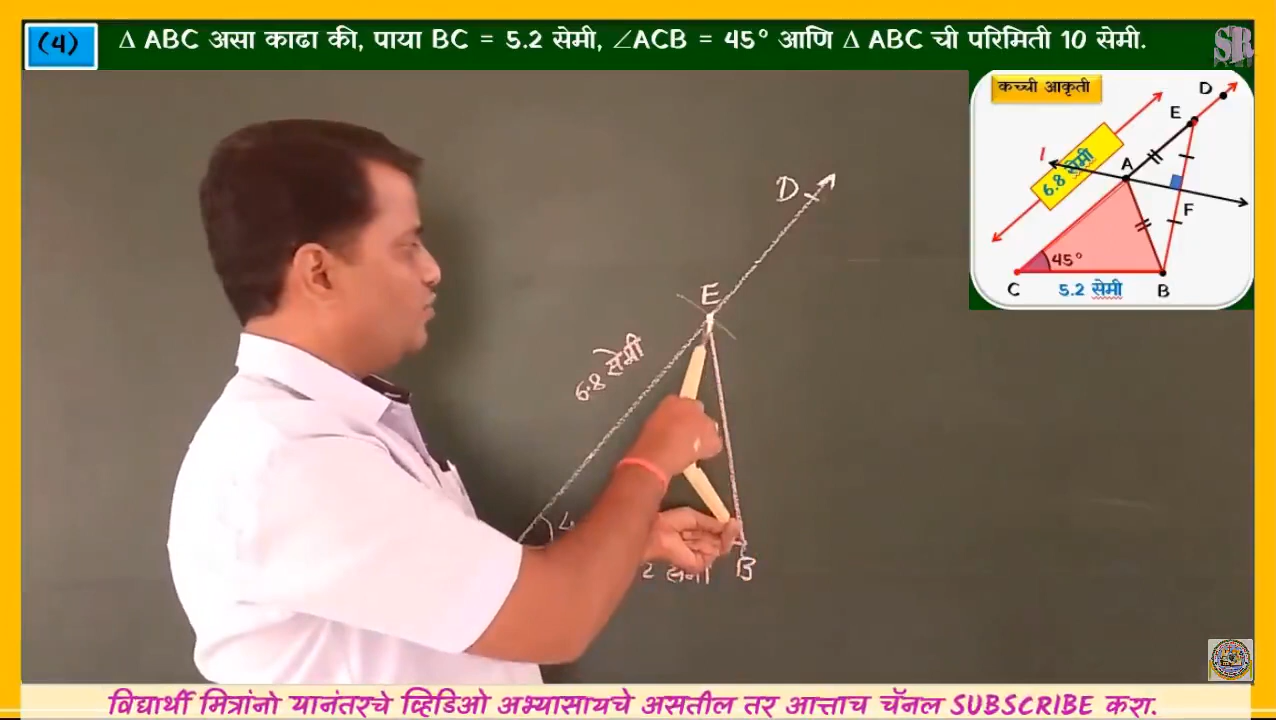 (4) ∆ ABC असा काढा की, पाया BC = 5.2 सेमी, ∠ACB = 45° आणि ∆ ABC ची परिमिती 10 सेमी.
SR
कच्ची आकृती
D
E
l
A
6.8 सेमी
F
45°
C
5.2 सेमी
B
D
E
6.8 सेमी
B
विद्यार्थी मित्रांनो यानंतरचे व्हिडिओ अभ्यासायचे असतील तर आत्ताच चॅनल SUBSCRIBE करा.